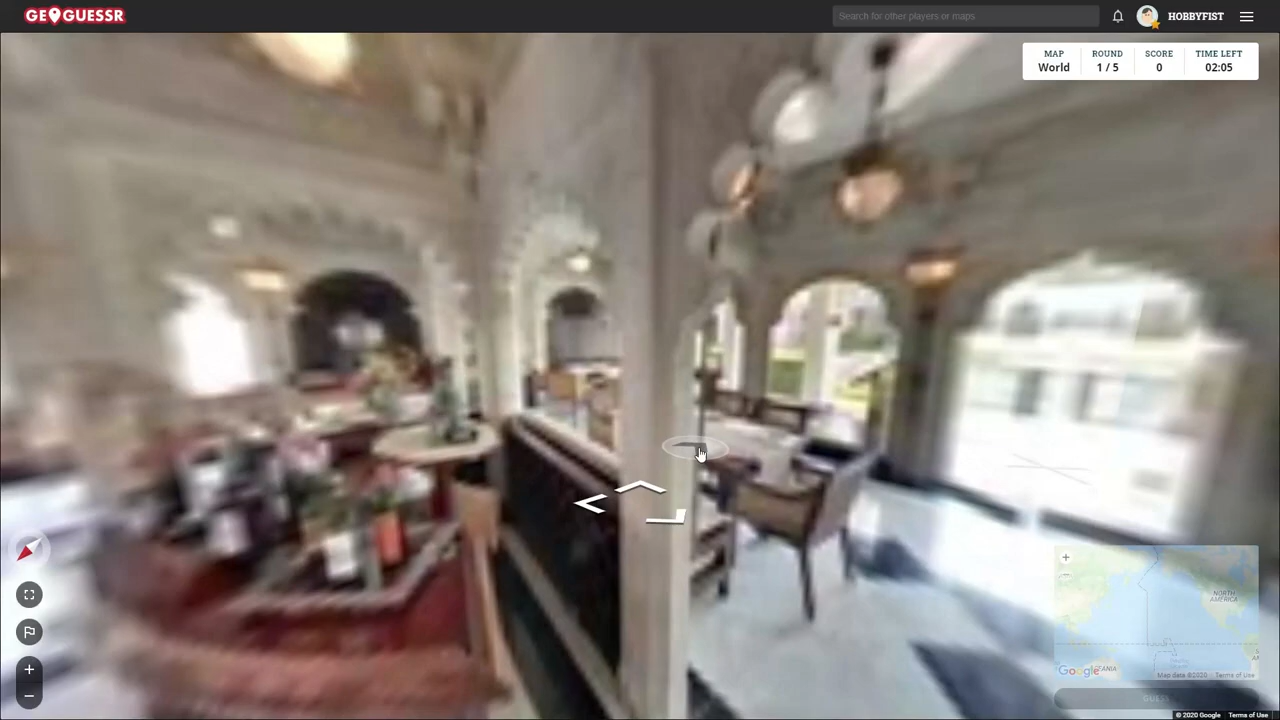 GEOGUESSR
Search for other players or maps
HOBBYFIST
MAP
World
ROUND
1 / 5
SCORE
0
TIME LEFT
02:05
NORTH
AMERICA
Google
Map data ©2020
Terms of Use
GUESS
© 2020 Google
Terms of Use